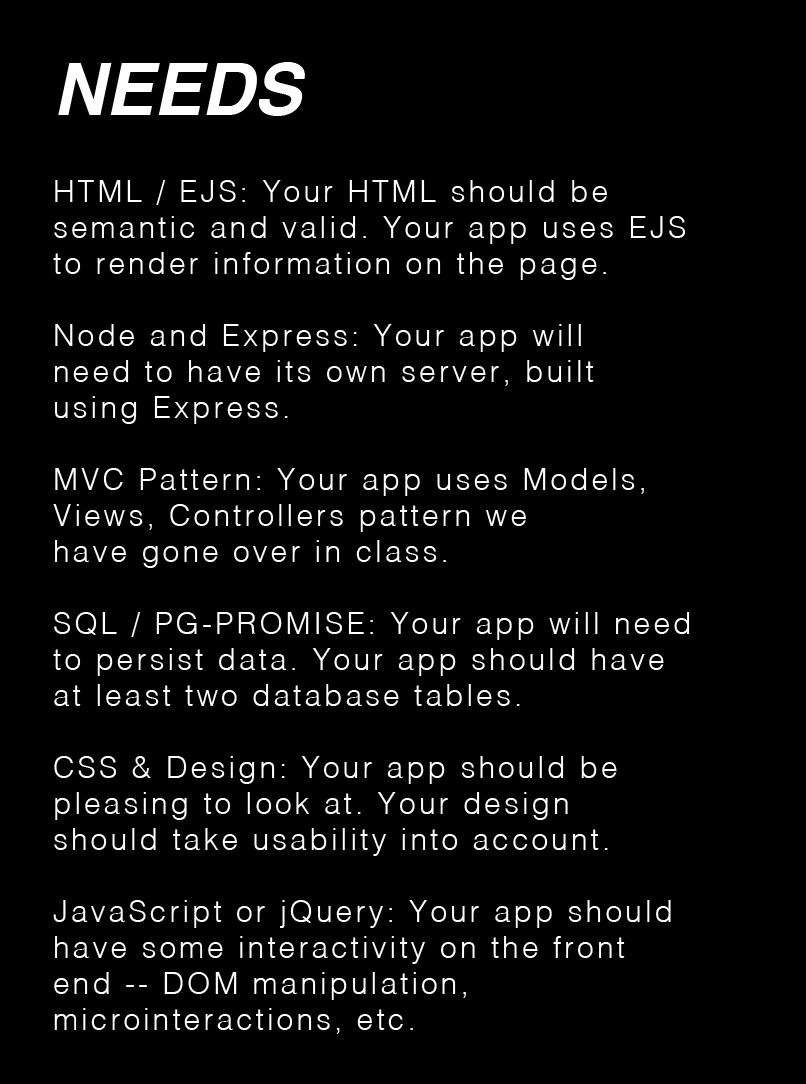 NEEDS
HTML / EJS: Your HTML should be
semantic and valid. Your app uses EJS
to render information on the page.
Node and Express: Your app will
need to have its own server, built
using Express.
MVC Pattern: Your app uses Models,
Views, Controllers pattern we
have gone over in class.
SQL / PG-PROMISE: Your app will need
to persist data. Your app should have
at least two database tables.
CSS & Design: Your app should be
pleasing to look at. Your design
should take usability into account.
JavaScript or jQuery: Your app should
have some interactivity on the front
end -- DOM manipulation,
microinteractions, etc.